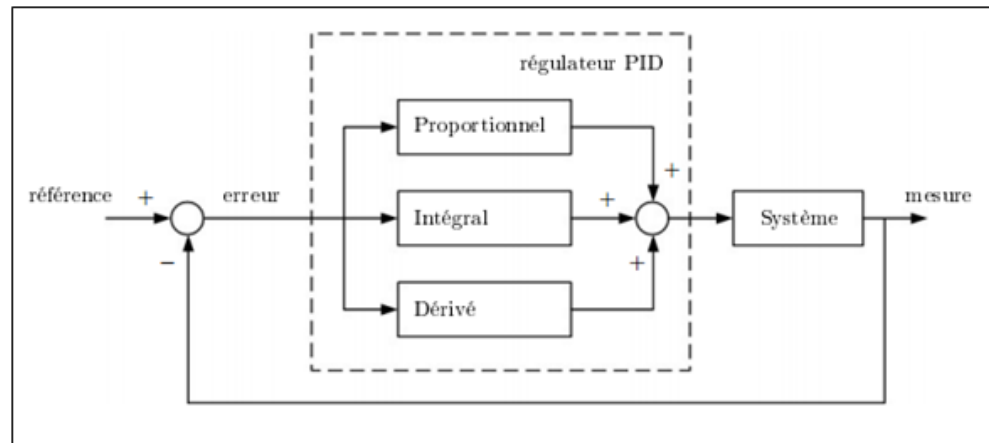 régulateur PID
Proportionnel
référence
+
erreur
Intégral
+
+
Système
mesure
−
+
Dérivé